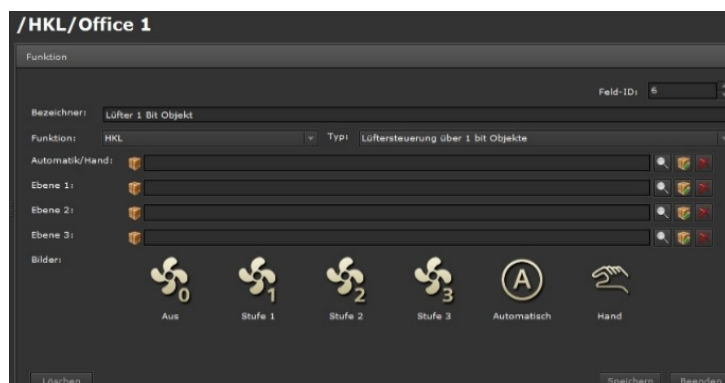 /HKL/Office 1
Funktion
Feld-ID: 6
Bezeichner: Lüfter 1 Bit Objekt
Funktion: HKL Typ: Lüftersteuerung über 1 bit Objekte
Automatik/Hand:
Ebene 1:
Ebene 2:
Ebene 3:
Bilder:
0 1 2 3 A
Aus Stufe 1 Stufe 2 Stufe 3 Automatisch Hand
Löschen Speichern Beenden